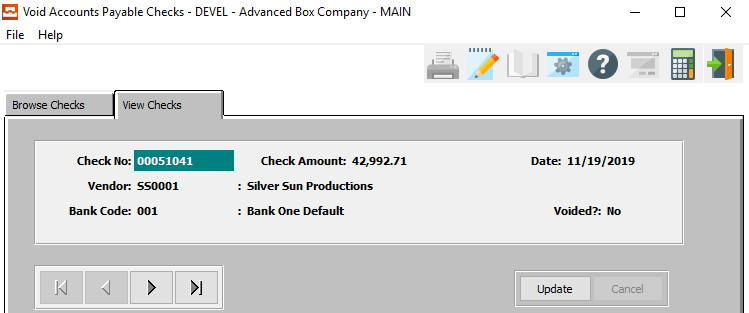 Void Accounts Payable Checks - DEVEL - Advanced Box Company - MAIN
File Help
Browse Checks View Checks
Check No: 00051041 Check Amount: 42,992.71 Date: 11/19/2019
Vendor: SS0001 : Silver Sun Productions
Bank Code: 001 : Bank One Default Voided?: No
Update Cancel